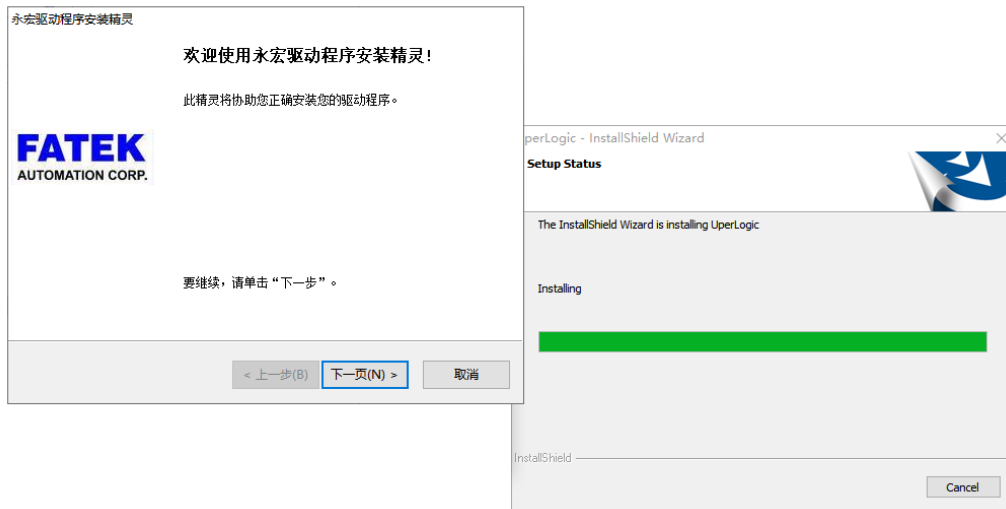 永宏驱动程序安装精灵
欢迎使用永宏驱动程序安装精灵!
此精灵将协助您正确安装您的驱动程序。
FATEK
AUTOMATION CORP.
要继续，请单击“下一步”。
< 上一步(B)
下一页(N) >
取消
perLogic - InstallShield Wizard
Setup Status
The InstallShield Wizard is installing UperLogic
Installing
InstallShield
Cancel